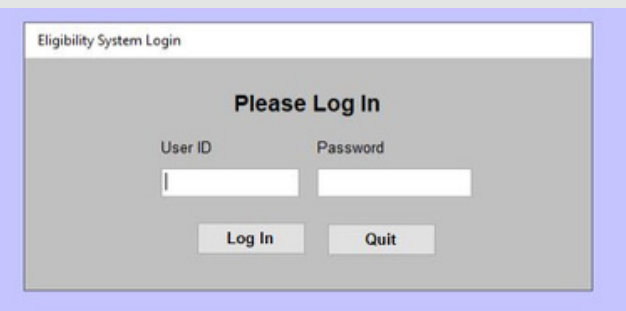 Eligibility System Login
Please Log In
User ID Password
Log In Quit